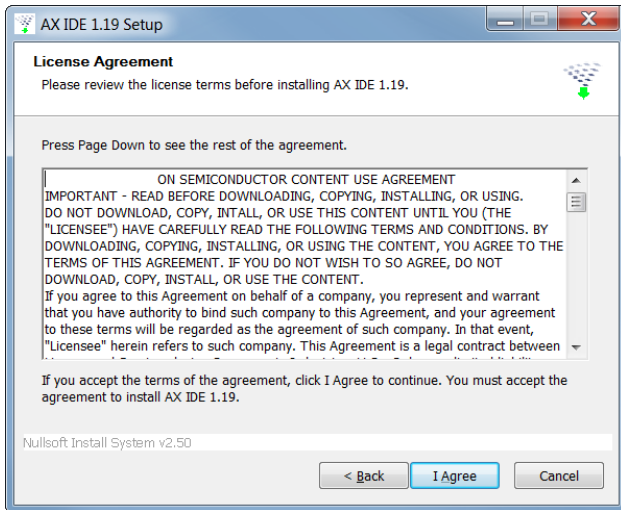 AX IDE 1.19 Setup
License Agreement
Please review the license terms before installing AX IDE 1.19.
Press Page Down to see the rest of the agreement.
ON SEMICONDUCTOR CONTENT USE AGREEMENT
IMPORTANT - READ BEFORE DOWNLOADING, COPYING, INSTALLING, OR USING.
DO NOT DOWNLOAD, COPY, INTALL, OR USE THIS CONTENT UNTIL YOU (THE
"LICENSEE") HAVE CAREFULLY READ THE FOLLOWING TERMS AND CONDITIONS. BY
DOWNLOADING, COPYING, INSTALLING, OR USING THE CONTENT, YOU AGREE TO THE
TERMS OF THIS AGREEMENT. IF YOU DO NOT WISH TO SO AGREE, DO NOT
DOWNLOAD, COPY, INSTALL, OR USE THE CONTENT.
If you agree to this Agreement on behalf of a company, you represent and warrant
that you have authority to bind such company to this Agreement, and your agreement
to these terms will be regarded as the agreement of such company. In that event,
"Licensee" herein refers to such company. This Agreement is a legal contract between
If you accept the terms of the agreement, click I Agree to continue. You must accept the
agreement to install AX IDE 1.19.
Nullsoft Install System v2.50
< Back
I Agree
Cancel